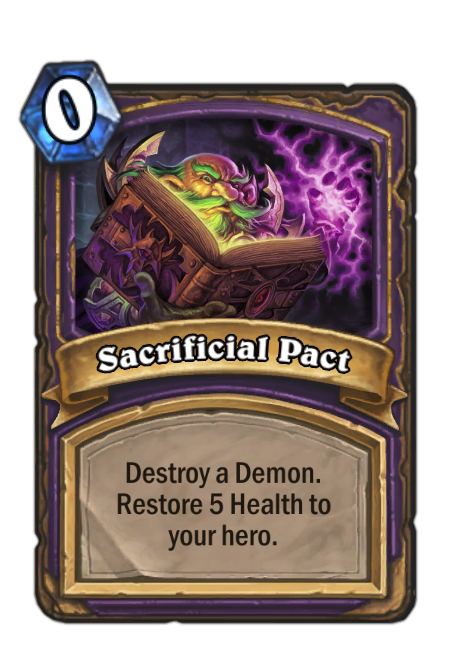 0
Sacrificial Pact
Destroy a Demon.
Restore 5 Health to
your hero.